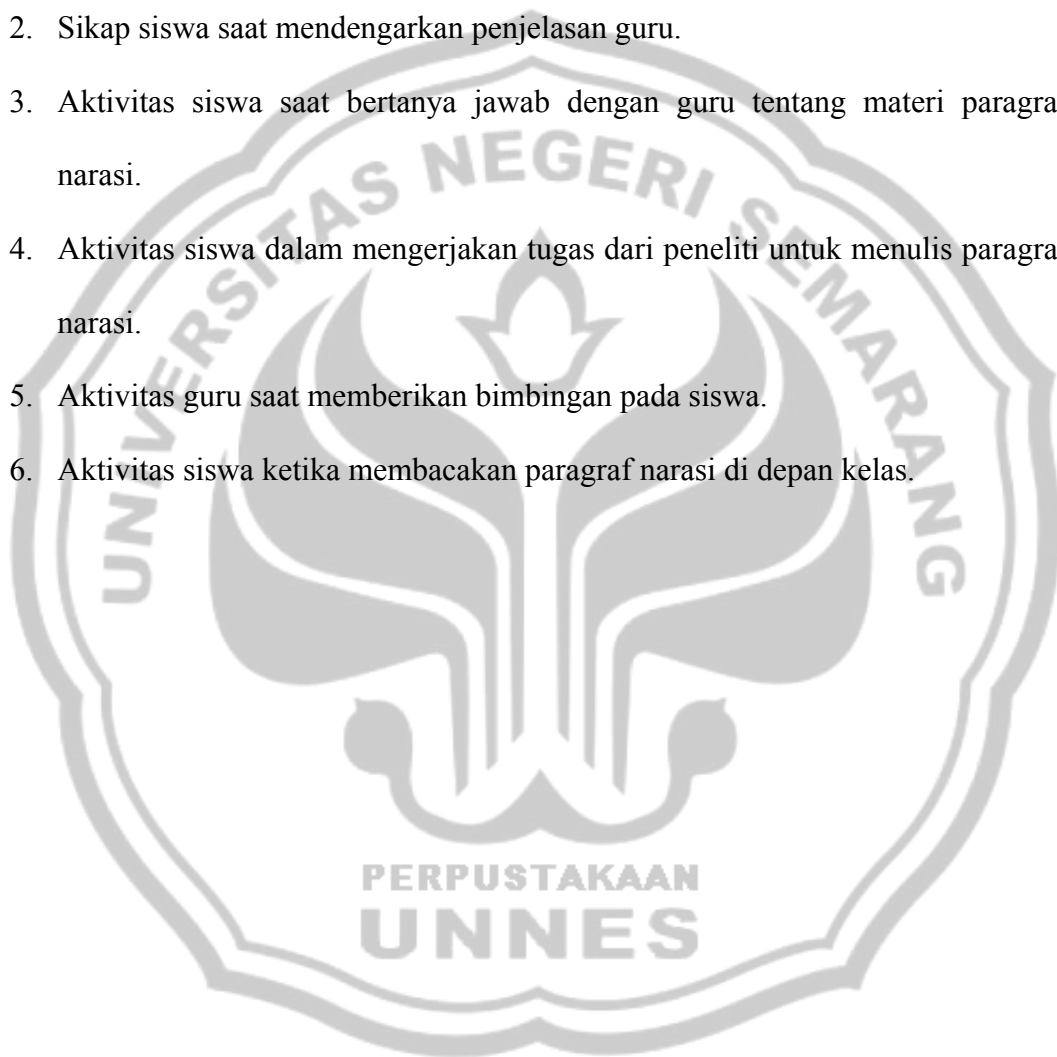 2. Sikap siswa saat mendengarkan penjelasan guru.
3. Aktivitas siswa saat bertanya jawab dengan guru tentang materi paragra
narasi.
4. Aktivitas siswa dalam mengerjakan tugas dari peneliti untuk menulis paragra
narasi.
5. Aktivitas guru saat memberikan bimbingan pada siswa.
6. Aktivitas siswa ketika membacakan paragraf narasi di depan kelas.
UNIVERSITAS NEGERI SEMARANG
PERPUSTAKAAN
UNNES